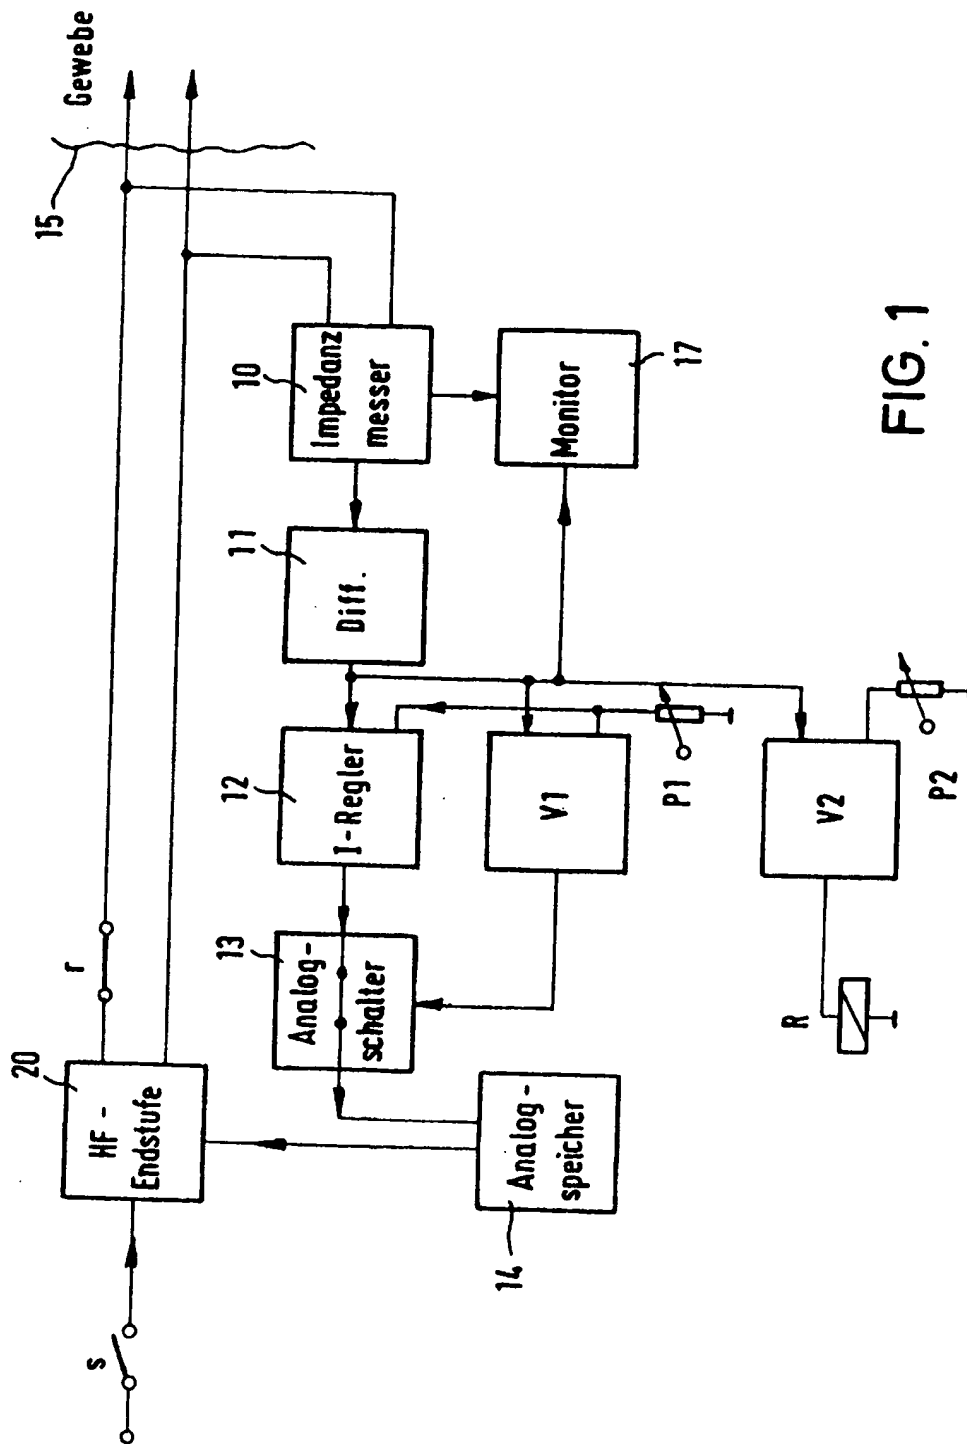 s
20
HF-
Endstufe
r
15
Gewebe
13
Analog-
schalter
12
I-Regler
11
Diff.
10
Impedanz
messer
14
Analog-
speicher
V1
P1
Monitor
17
R
V2
P2
FIG. 1